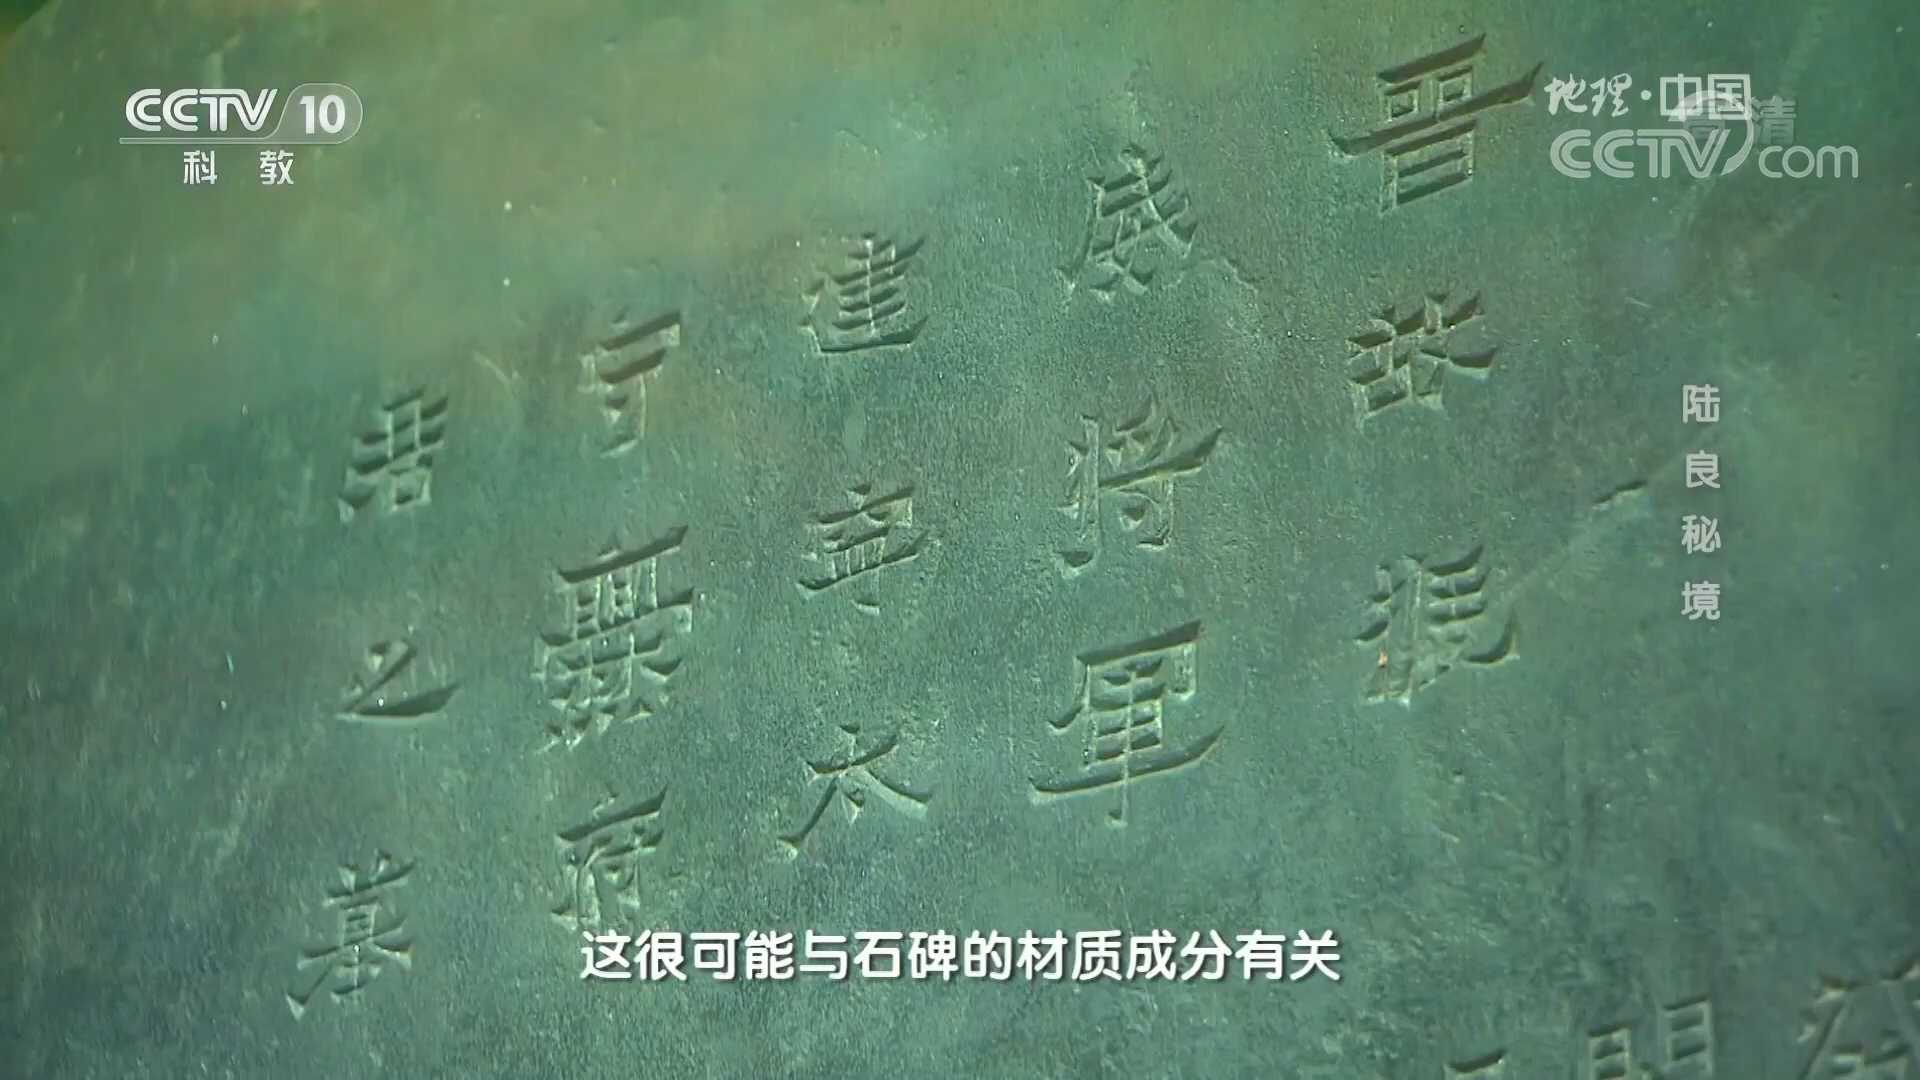 CCTV 10
科 教
地理·中国
高清
CCTV com
晉故振
威將軍
建寧太
守爨府
君之墓
陆良秘境
这很可能与石碑的材质成分有关